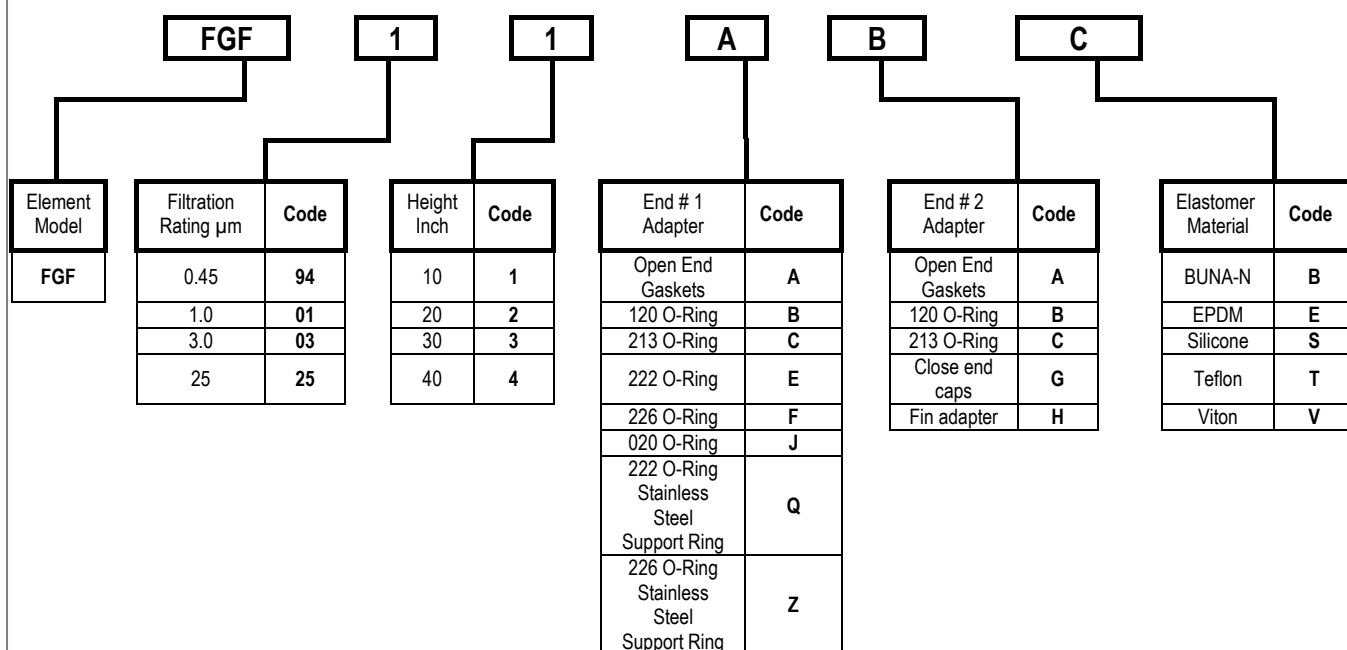 FGF 1 1 A B C
Element
Model
FGF
Filtration
Rating µm Code
0.45 94
1.0 01
3.0 03
25 25
Height
Inch Code
10 1
20 2
30 3
40 4
End # 1
Adapter Code
Open End
Gaskets A
120 O-Ring B
213 O-Ring C
222 O-Ring E
226 O-Ring F
020 O-Ring J
222 O-Ring
Stainless
Steel
Support Ring Q
226 O-Ring
Stainless
Steel
Support Ring Z
End # 2
Adapter Code
Open End
Gaskets A
120 O-Ring B
213 O-Ring C
Close end
caps G
Fin adapter H
Elastomer
Material Code
BUNA-N B
EPDM E
Silicone S
Teflon T
Viton V